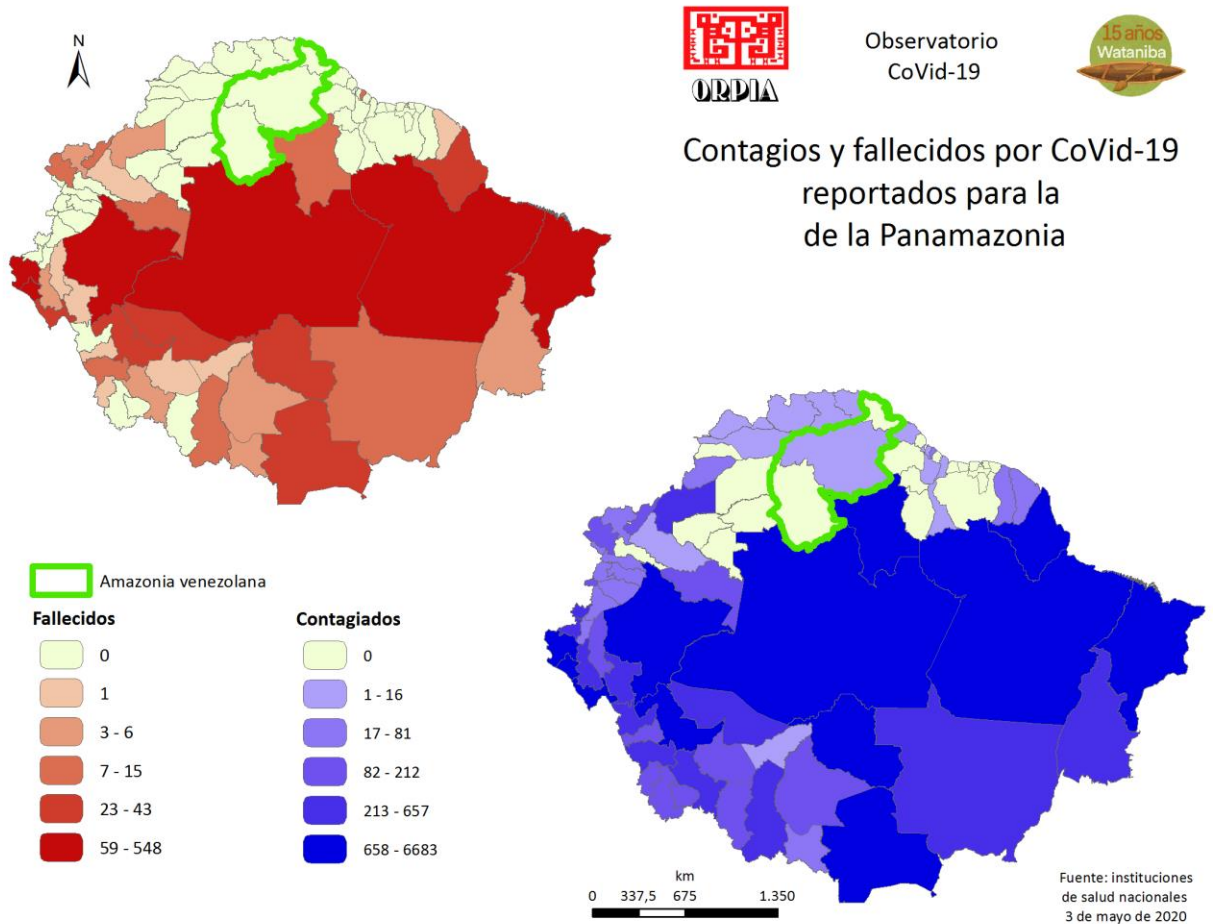 N
ORPIA
Observatorio
CoVid-19
15 años
Wataniba
Contagios y fallecidos por CoVid-19
reportados para la
de la Panamazonia
Amazonia venezolana
Fallecidos
0
1
3 - 6
7 - 15
23 - 43
59 - 548
Contagiados
0
1 - 16
17 - 81
82 - 212
213 - 657
658 - 6683
km
0 337,5 675 1.350
Fuente: instituciones
de salud nacionales
3 de mayo de 2020